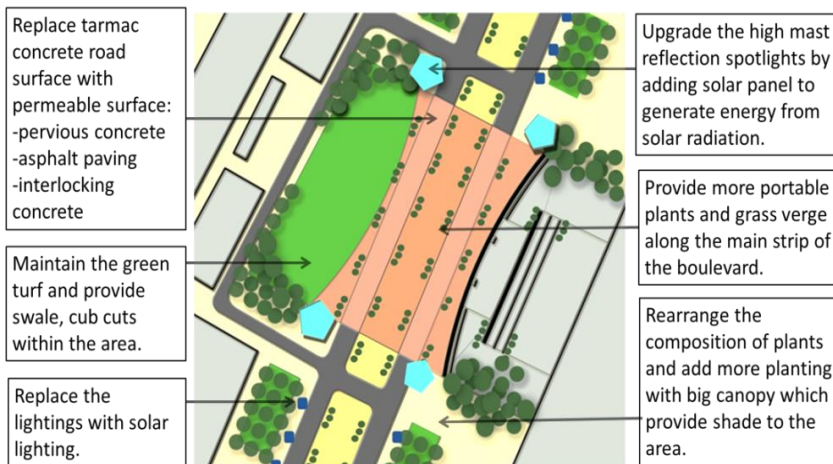 Replace tarmac
concrete road
surface with
permeable surface:
-pervious concrete
-asphalt paving
-interlocking
concrete
Maintain the green
turf and provide
swale, cub cuts
within the area.
Replace the
lightings with solar
lighting.
Upgrade the high mast
reflection spotlights by
adding solar panel to
generate energy from
solar radiation.
Provide more portable
plants and grass verge
along the main strip of
the boulevard.
Rearrange the
composition of plants
and add more planting
with big canopy which
provide shade to the
area.